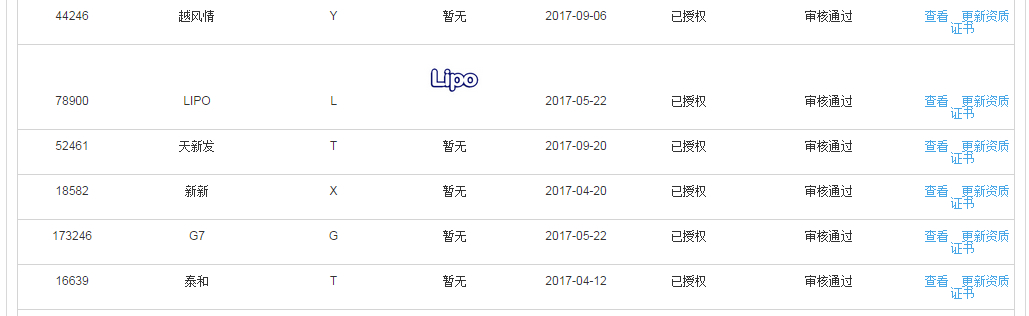 44246 越风情 Y 暂无 2017-09-06 已授权 审核通过 查看 更新资质
证书
Lipo
78900 LIPO L 2017-05-22 已授权 审核通过 查看 更新资质
证书
52461 天新发 T 暂无 2017-09-20 已授权 审核通过 查看 更新资质
证书
18582 新新 X 暂无 2017-04-20 已授权 审核通过 查看 更新资质
证书
173246 G7 G 暂无 2017-05-22 已授权 审核通过 查看 更新资质
证书
16639 泰和 T 暂无 2017-04-12 已授权 审核通过 查看 更新资质
证书